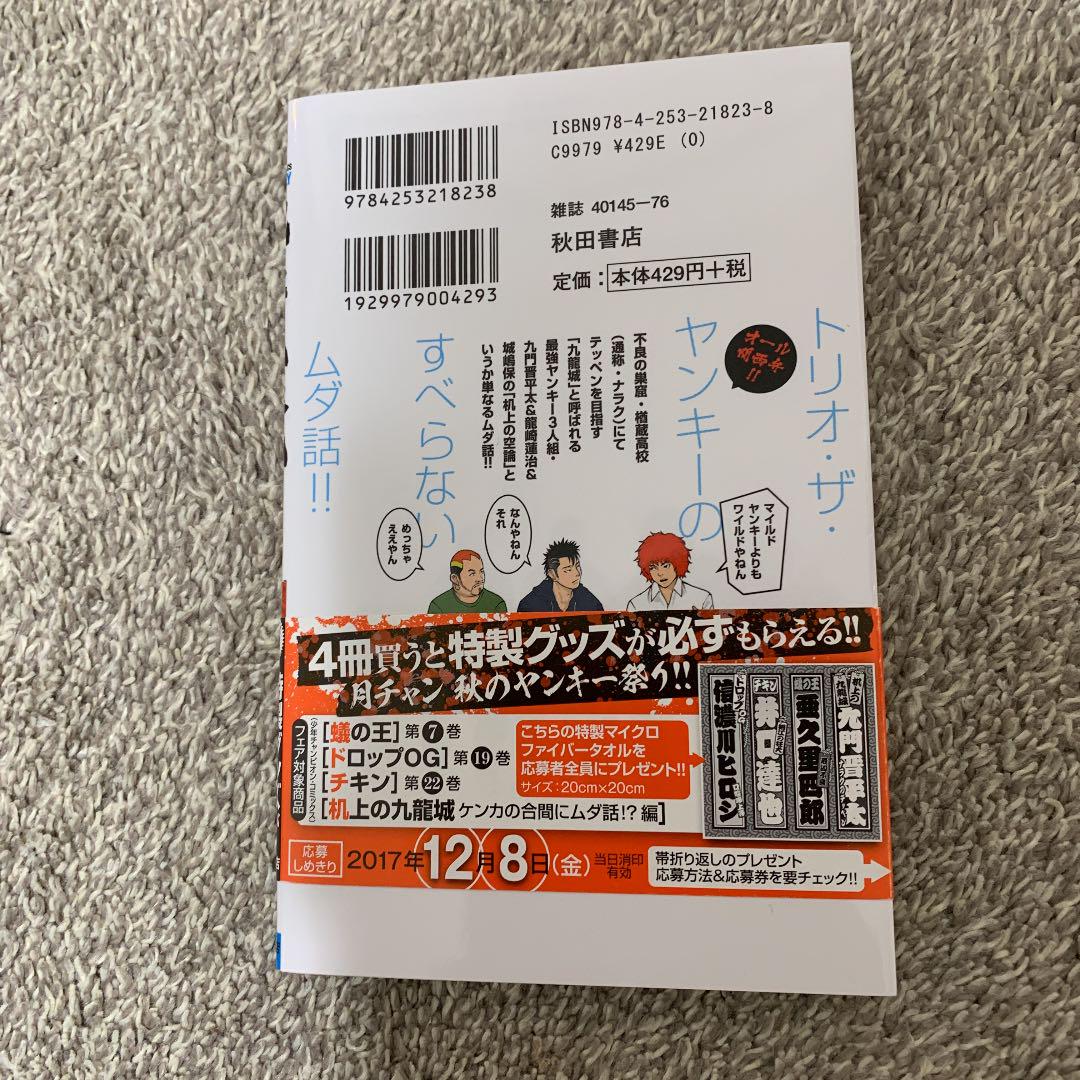 ISBN978-4-253-21823-8
C9979 ¥429E (0)
9784253218238
雑誌 40145-76
秋田書店
1929979004293
定価：本体429円+税
トリオ・ザ・
ヤンキーの
すべらない
ムダ話!!
オール
関西弁!!
不良の巣窟・楢蔵高校
(通称・ナラク)にて
テッペンを目指す
「九龍城」と呼ばれる
最強ヤンキー3人組・
九門晋平太&龍崎蓮治&
城嶋保の「机上の空論」と
いうか単なるムダ話!!
マイルド
ヤンキーよりも
ワイルドやねん
なんやねん
それ
めっちゃ
ええやん
4冊買うと特製グッズが必ずもらえる!!
月チャン 秋のヤンキー祭り!!
フェア対象商品
(少年チャンピオン・コミックス)
[蟻の王]第7巻
[ドロップOG]第19巻
[チキン]第22巻
[机上の九龍城 ケンカの合間にムダ話!?編]
こちらの特製マイクロ
ファイバータオルを
応募者全員にプレゼント!!
サイズ:20cm×20cm
机上の九龍城
九門晋平太
蟻の王
亜久里四郎
チキン
井口達也
ドロップOG
信濃川ヒロシ
応募
しめきり
2017年12月8日(金)
当日消印
有効
帯折り返しのプレゼント
応募方法&応募券を要チェック!!